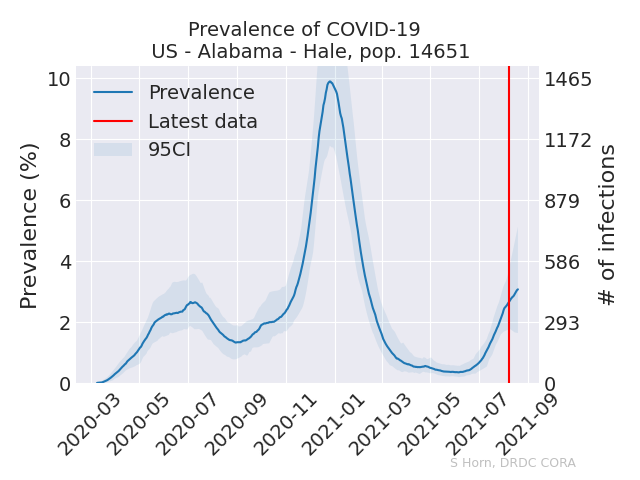 Prevalence of COVID-19
US - Alabama - Hale, pop. 14651
Prevalence
Latest data
95CI
Prevalence (%)
10
8
6
4
2
0
1465
1172
879
586
293
0
# of infections
2020-03
2020-05
2020-07
2020-09
2020-11
2021-01
2021-03
2021-05
2021-07
2021-09
S Horn, DRDC CORA